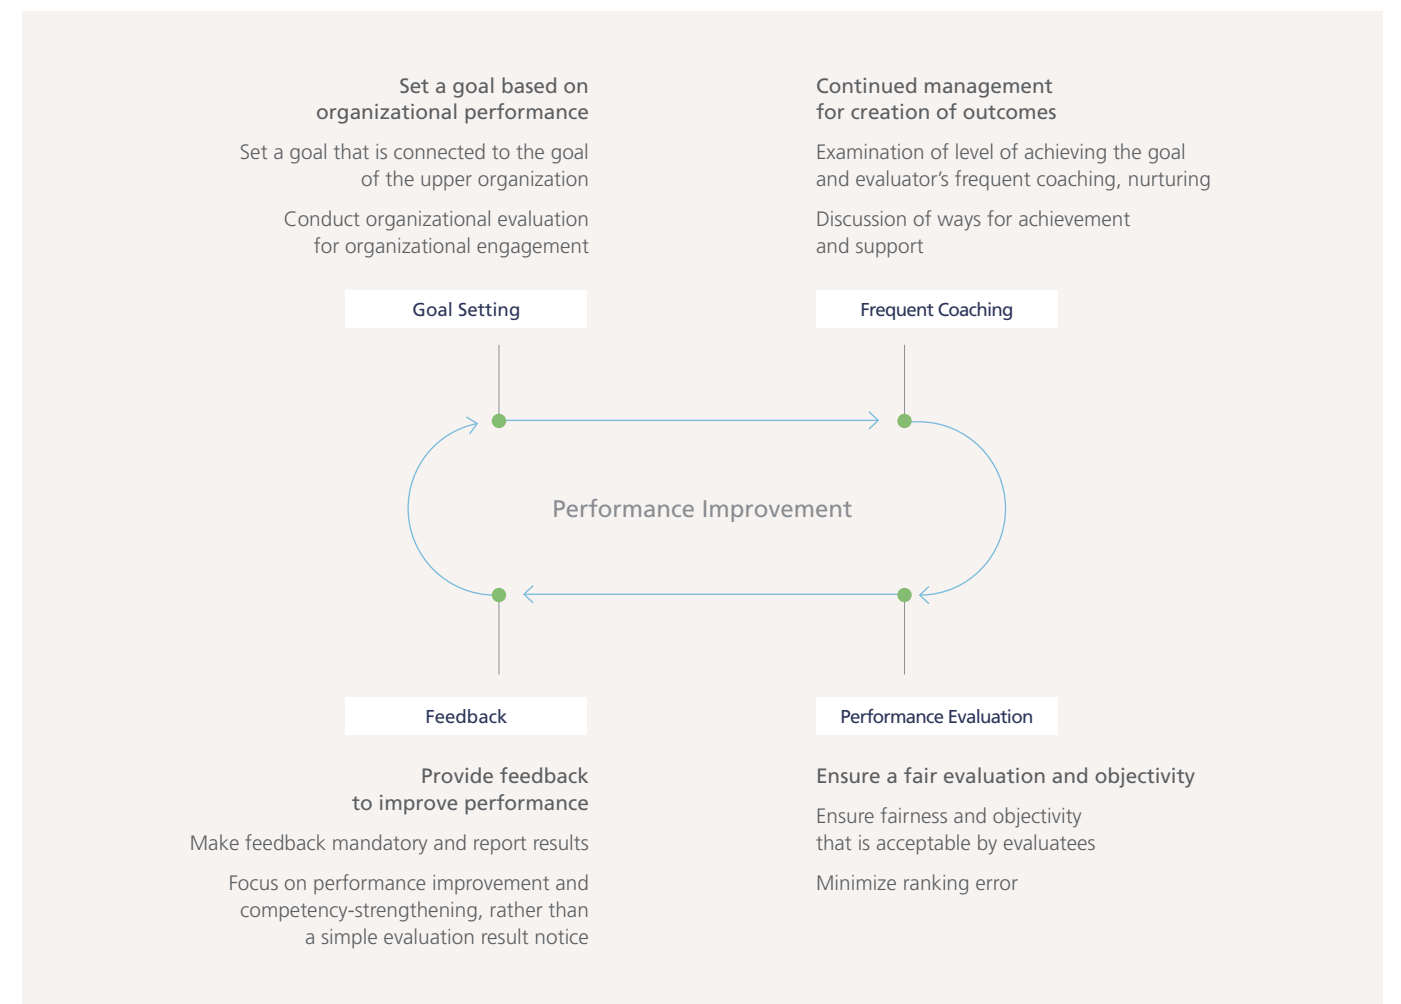 Set a goal based on
organizational performance
Set a goal that is connected to the goal
of the upper organization
Conduct organizational evaluation
for organizational engagement
Goal Setting
Continued management
for creation of outcomes
Examination of level of achieving the goal
and evaluator’s frequent coaching, nurturing
Discussion of ways for achievement
and support
Frequent Coaching
Performance Improvement
Feedback
Provide feedback
to improve performance
Make feedback mandatory and report results
Focus on performance improvement and
competency-strengthening, rather than
a simple evaluation result notice
Performance Evaluation
Ensure a fair evaluation and objectivity
Ensure fairness and objectivity
that is acceptable by evaluatees
Minimize ranking error